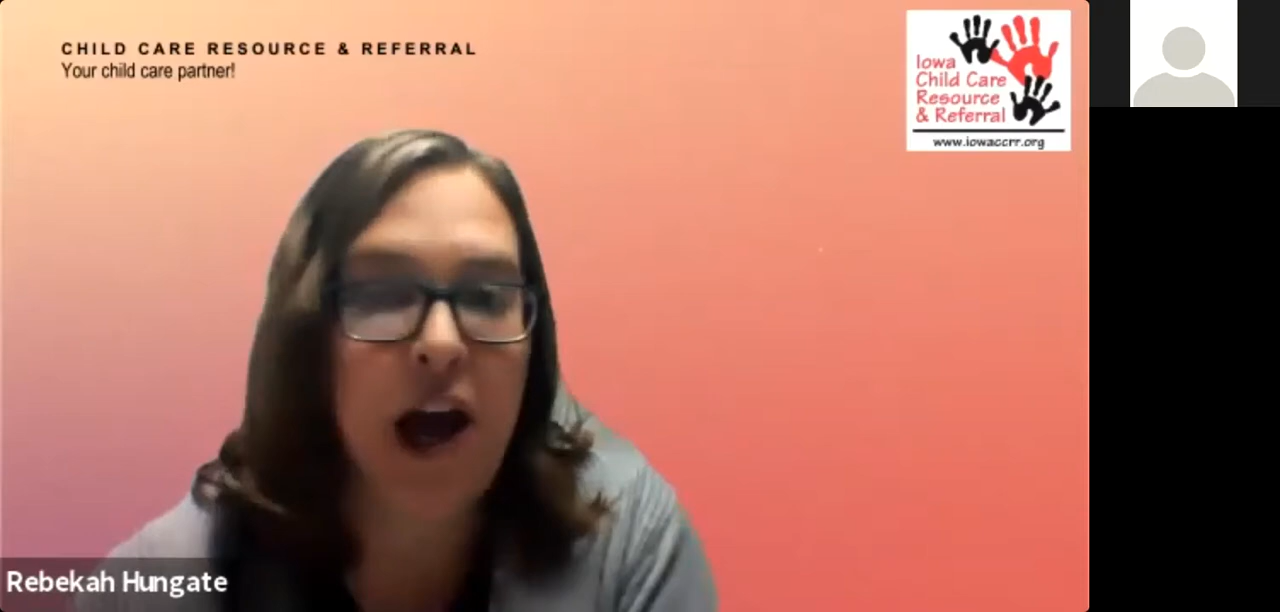 CHILD CARE RESOURCE & REFERRAL
Your child care partner!
Iowa
Child Care
Resource
& Referral
www.iowaccrr.org
Rebekah Hungate